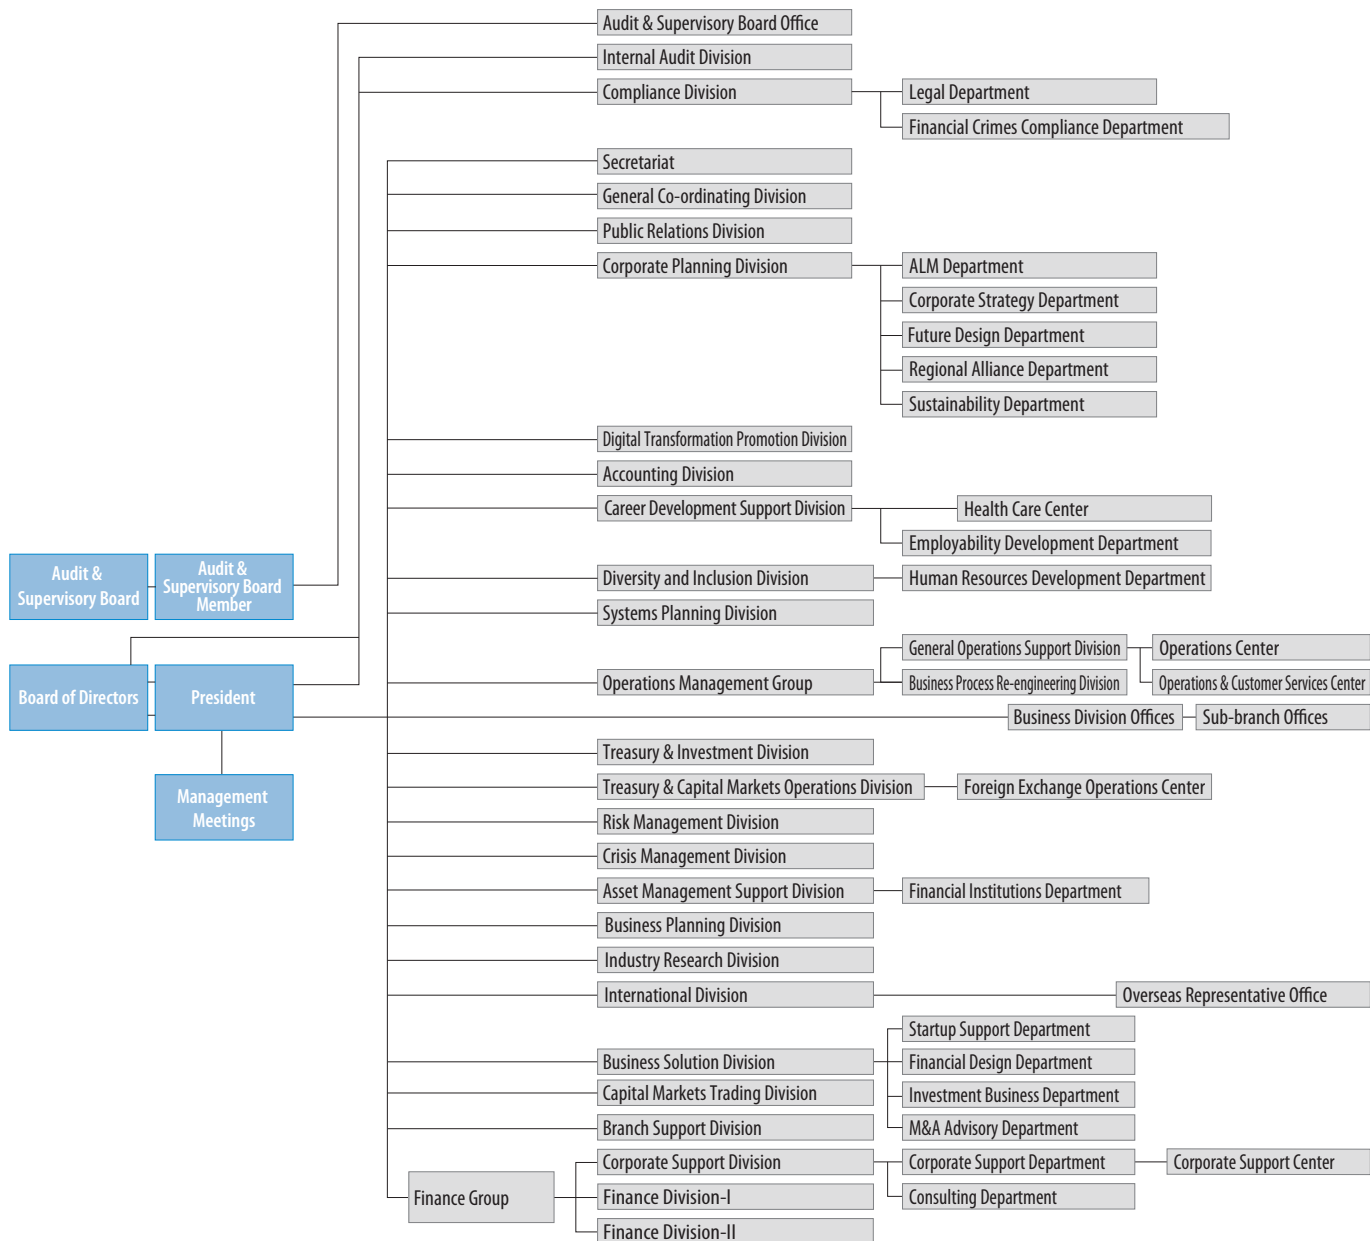 Audit & Supervisory Board Office
Internal Audit Division
Compliance Division
Legal Department
Financial Crimes Compliance Department
Secretariat
General Co-ordinating Division
Public Relations Division
Corporate Planning Division
ALM Department
Corporate Strategy Department
Future Design Department
Regional Alliance Department
Sustainability Department
Digital Transformation Promotion Division
Accounting Division
Career Development Support Division
Health Care Center
Employability Development Department
Audit &
Supervisory Board
Audit &
Supervisory Board
Member
Diversity and Inclusion Division
Human Resources Development Department
Systems Planning Division
General Operations Support Division
Operations Center
Board of Directors
President
Operations Management Group
Business Process Re-engineering Division
Operations & Customer Services Center
Business Division Offices
Sub-branch Offices
Treasury & Investment Division
Management
Meetings
Treasury & Capital Markets Operations Division
Foreign Exchange Operations Center
Risk Management Division
Crisis Management Division
Asset Management Support Division
Financial Institutions Department
Business Planning Division
Industry Research Division
International Division
Overseas Representative Office
Startup Support Department
Business Solution Division
Financial Design Department
Capital Markets Trading Division
Investment Business Department
Branch Support Division
M&A Advisory Department
Corporate Support Division
Corporate Support Department
Corporate Support Center
Finance Group
Finance Division-I
Consulting Department
Finance Division-II